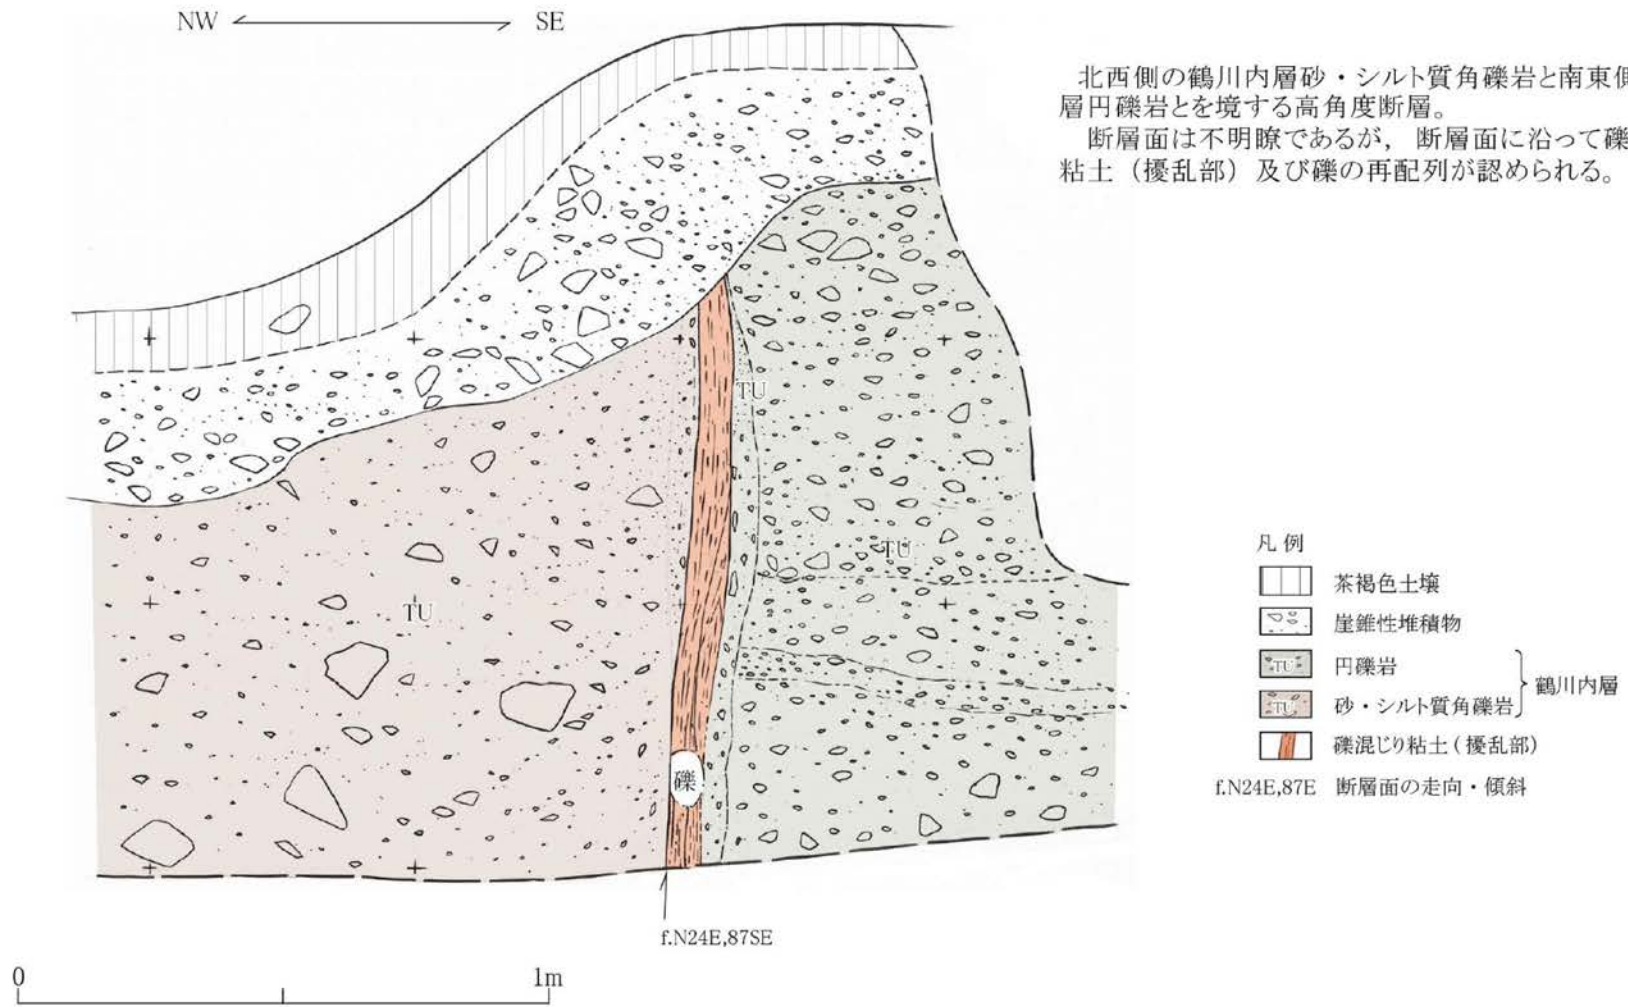 NW SE
北西側の鶴川内層砂・シルト質角礫岩と南東側
層円礫岩とを境する高角度断層。
断層面は不明瞭であるが，断層面に沿って礫
粘土（擾乱部）及び礫の再配列が認められる。
TU
TU
TU
礫
f.N24E,87SE
0 1m
凡例
茶褐色土壌
崖錐性堆積物
TU 円礫岩
鶴川内層
TU 砂・シルト質角礫岩
礫混じり粘土（擾乱部）
f.N24E,87E 断層面の走向・傾斜